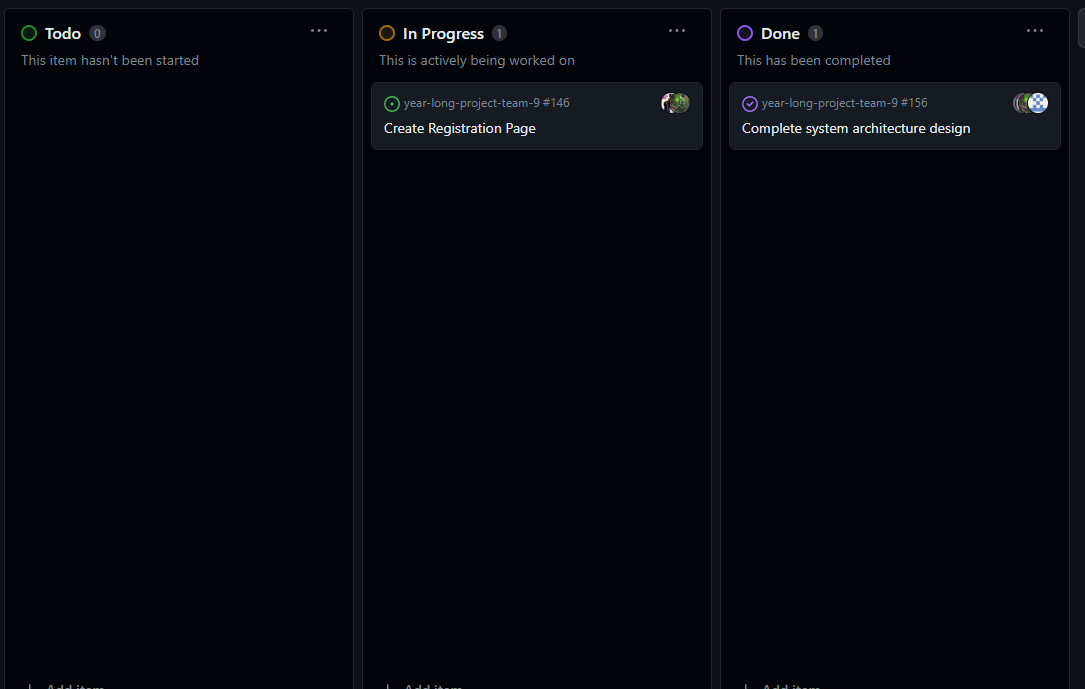 Todo 0
This item hasn't been started
In Progress 1
This is actively being worked on
year-long-project-team-9 #146
Create Registration Page
Done 1
This has been completed
year-long-project-team-9 #156
Complete system architecture design
Add item
Add item
Add item